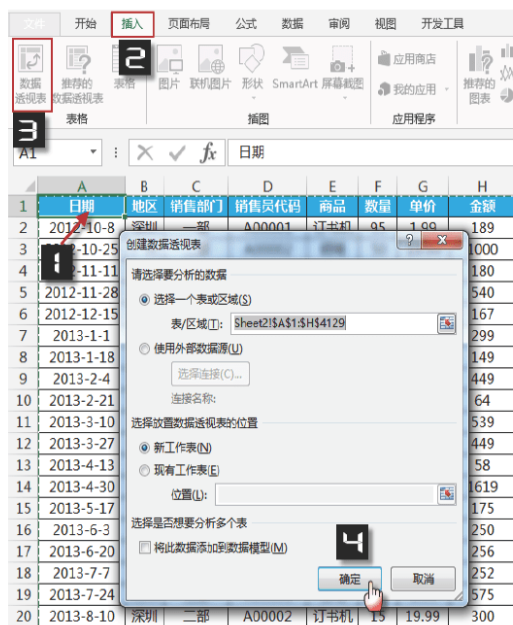 文件 开始 插入 页面布局 公式 数据 审阅 视图 开发工具
数据 推荐的 表格 图片 联机图片 形状 SmartArt 屏幕截图 应用商店 推荐的
透视表 数据透视表 我的应用 图表
表格 插图 应用程序
2
3
A1 fx 日期
A B C D E F G H
1 日期 地区 销售部门 销售员代码 商品 数量 单价 金额
2 2012-10-8 深圳 一部 A00001 订书机 95 1.99 189
3 -10-25 1000
1
4 -11-11 180
5 2012-11-28 540
6 2012-12-15 167
7 2013-1-1 299
8 2013-1-18 149
9 2013-2-4 449
10 2013-2-21 64
11 2013-3-10 539
12 2013-3-27 449
13 2013-4-13 58
14 2013-4-30 1619
15 2013-5-17 175
16 2013-6-3 250
17 2013-6-20 256
18 2013-7-7 252
19 2013-7-24 575
20 2013-8-10 深圳 二部 A00002 订书机 15 19.99 300
创建数据透视表 ? x
请选择要分析的数据
选择一个表或区域(S)
表/区域(T): Sheet2!$A$1:$H$4129
使用外部数据源(U)
选择连接(C)...
连接名称:
选择放置数据透视表的位置
新工作表(N)
现有工作表(E)
位置(L):
选择是否想要分析多个表
将此数据添加到数据模型(M)
4
确定 取消